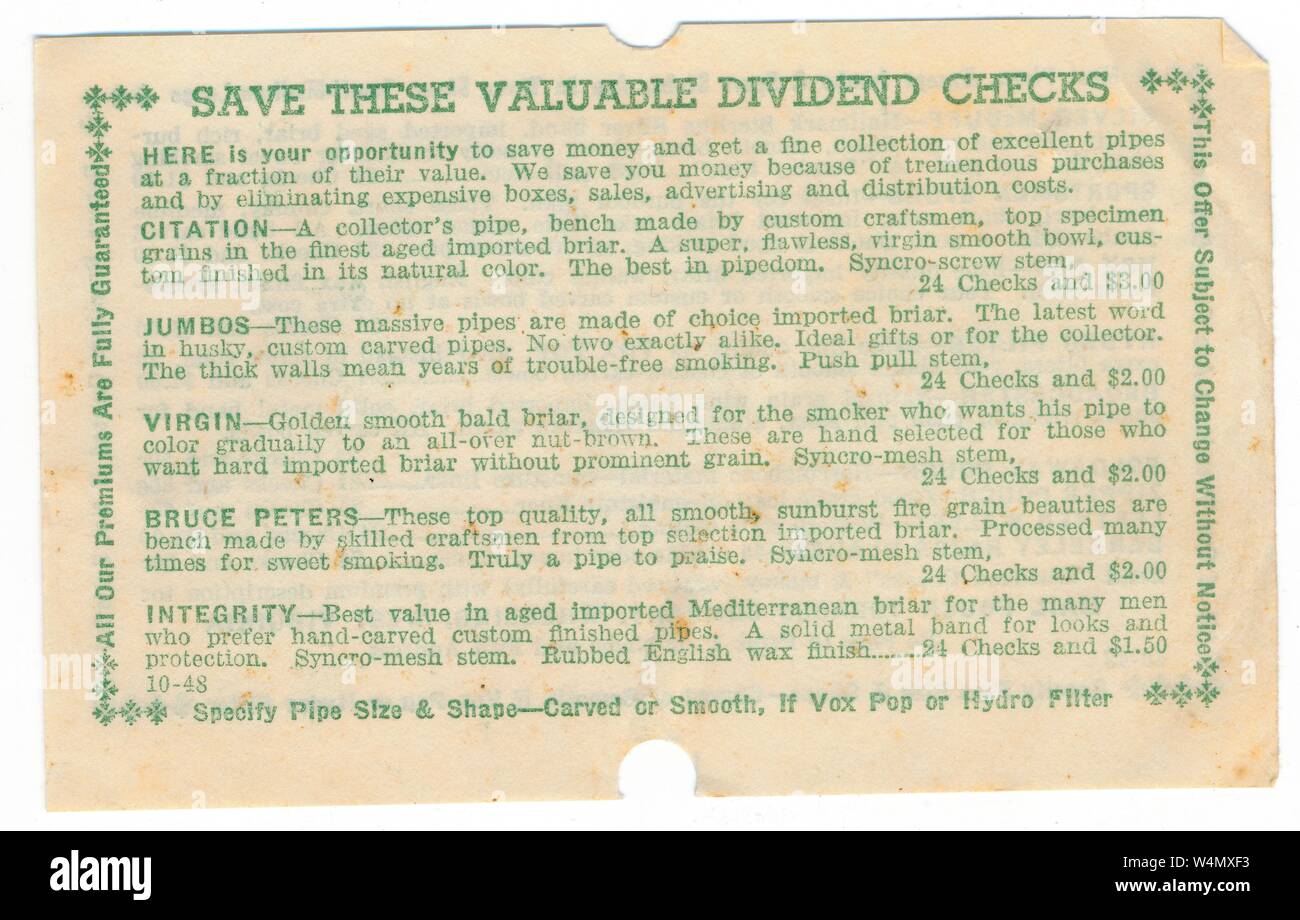 SAVE THESE VALUABLE DIVIDEND CHECKS
HERE is your opportunity to save money and get a fine collection of excellent pipes
at a fraction of their value. We save you money because of tremendous purchases
and by eliminating expensive boxes, sales, advertising and distribution costs.
CITATION—A collector's pipe, bench made by custom craftsmen, top specimen
grains in the finest aged imported briar. A super, flawless, virgin smooth bowl, cus-
tom finished in its natural color. The best in pipedom. Syncro-screw stem,
24 Checks and $3.00
JUMBOS—These massive pipes are made of choice imported briar. The latest word
in husky, custom carved pipes. No two exactly alike. Ideal gifts or for the collector.
The thick walls mean years of trouble-free smoking. Push pull stem,
24 Checks and $2.00
VIRGIN—Golden smooth bald briar, designed for the smoker who wants his pipe to
color gradually to an all-over nut-brown. These are hand selected for those who
want hard imported briar without prominent grain. Syncro-mesh stem,
24 Checks and $2.00
BRUCE PETERS—These top quality, all smooth, sunburst fire grain beauties are
bench made by skilled craftsmen from top selection imported briar. Processed many
times for sweet smoking. Truly a pipe to praise. Syncro-mesh stem,
24 Checks and $2.00
INTEGRITY—Best value in aged imported Mediterranean briar for the many men
who prefer hand-carved custom finished pipes. A solid metal band for looks and
protection. Syncro-mesh stem. Rubbed English wax finish.......24 Checks and $1.50
10-48
Specify Pipe Size & Shape—Carved or Smooth, If Vox Pop or Hydro Filter
All Our Premiums Are Fully Guaranteed
This Offer Subject to Change Without Notice
alamy
Image ID: W4MXF3
www.alamy.com